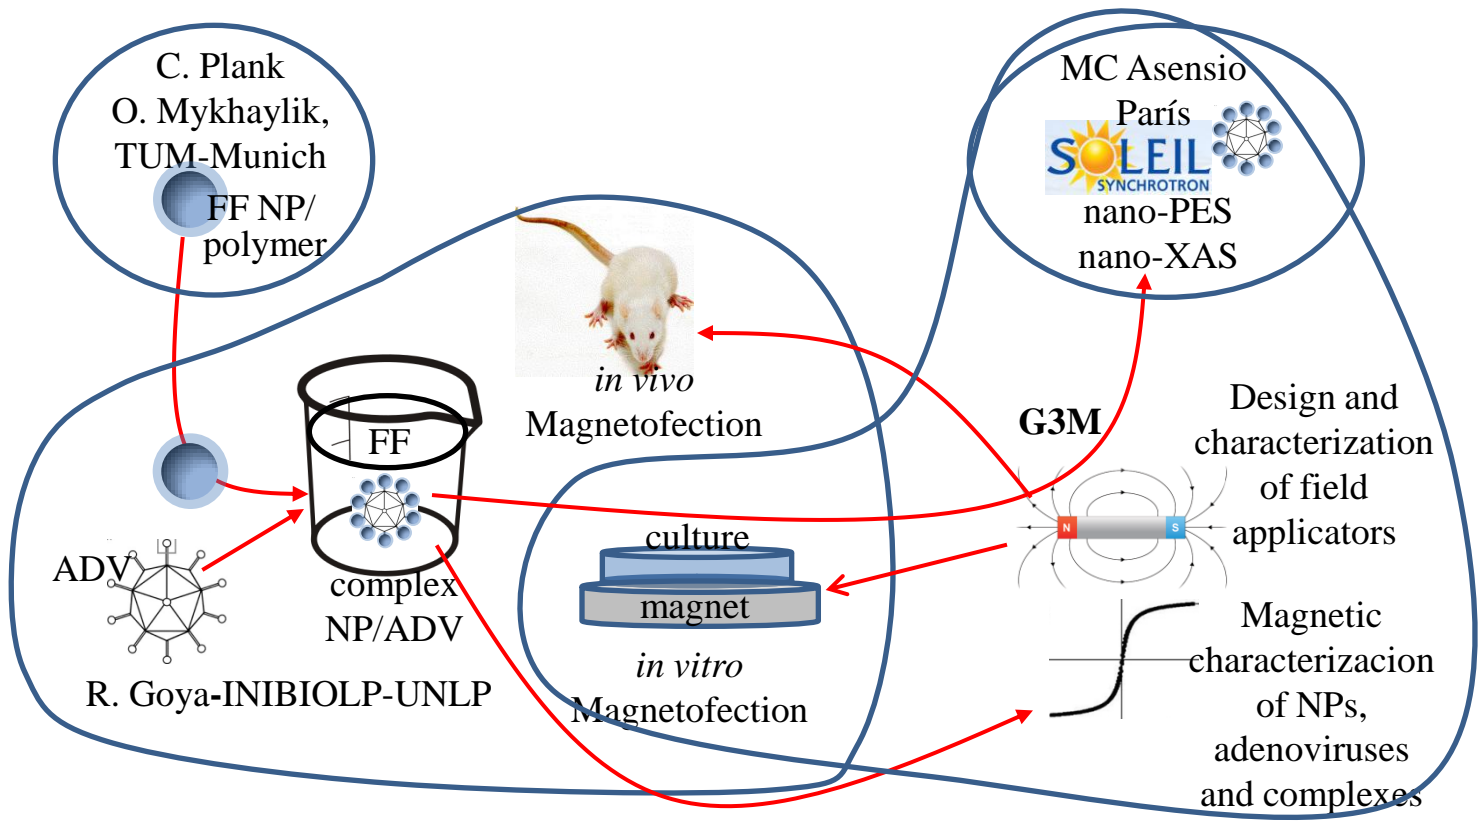 C. Plank
O. Mykhaylik,
TUM-Munich
FF NP/
polymer
MC Asensio
París
SOLEIL
SYNCHROTRON
nano-PES
nano-XAS
in vivo
Magnetofection
FF
ADV
complex
NP/ADV
R. Goya-INIBIOLP-UNLP
culture
magnet
in vitro
Magnetofection
G3M
Design and
characterization
of field
applicators
N
S
Magnetic
characterizacion
of NPs,
adenoviruses
and complexes